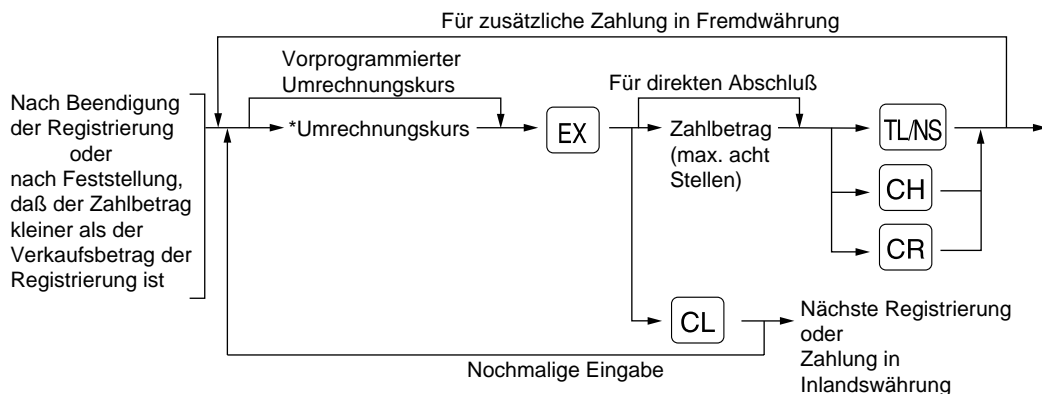 Für zusätzliche Zahlung in Fremdwährung
Vorprogrammierter
Umrechnungskurs
Für direkten Abschluß
Nach Beendigung
der Registrierung
oder
nach Feststellung,
daß der Zahlbetrag
kleiner als der
Verkaufsbetrag der
Registrierung ist
*Umrechnungskurs
EX
Zahlbetrag
(max. acht
Stellen)
TL/NS
CH
CR
CL
Nächste Registrierung
oder
Zahlung in
Inlandswährung
Nochmalige Eingabe